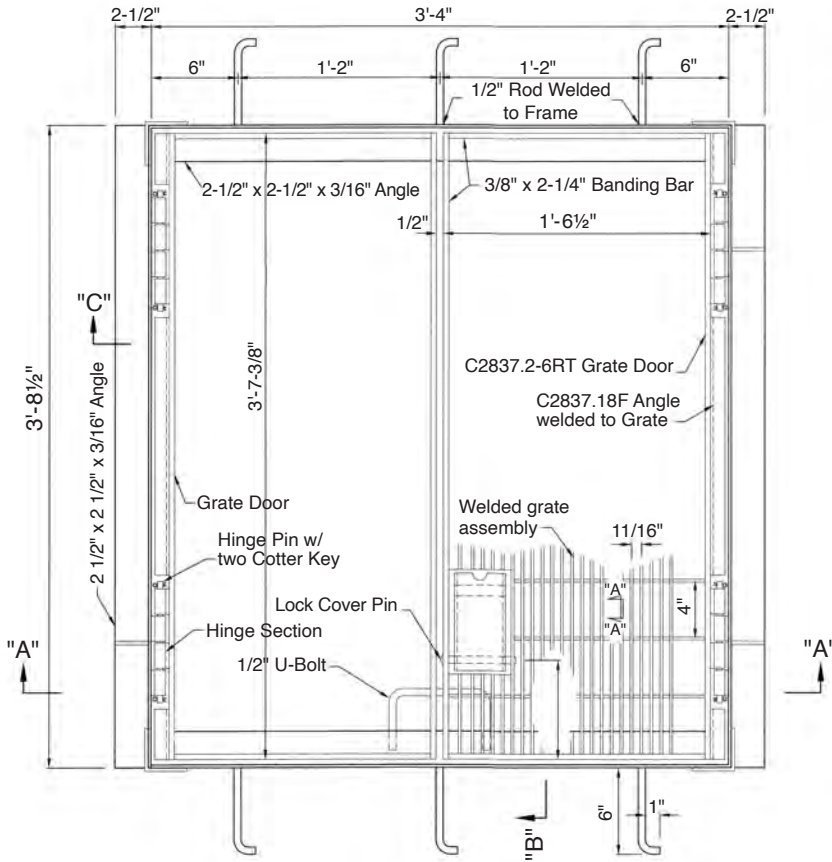 2-1/2"
3'-4"
2-1/2"
6"
1'-2"
1'-2"
6"
1/2" Rod Welded
to Frame
2-1/2" x 2-1/2" x 3/16" Angle
3/8" x 2-1/4" Banding Bar
1/2"
1'-6½"
"C"
3'-8½"
2 1/2" x 2 1/2" x 3/16" Angle
3'-7-3/8"
C2837.2-6RT Grate Door
C2837.18F Angle
welded to Grate
Grate Door
Welded grate
assembly
11/16"
Hinge Pin w/
two Cotter Key
"A"
4"
"A"
Lock Cover Pin
Hinge Section
"A"
1/2" U-Bolt
"A"
6"
1"
"B"